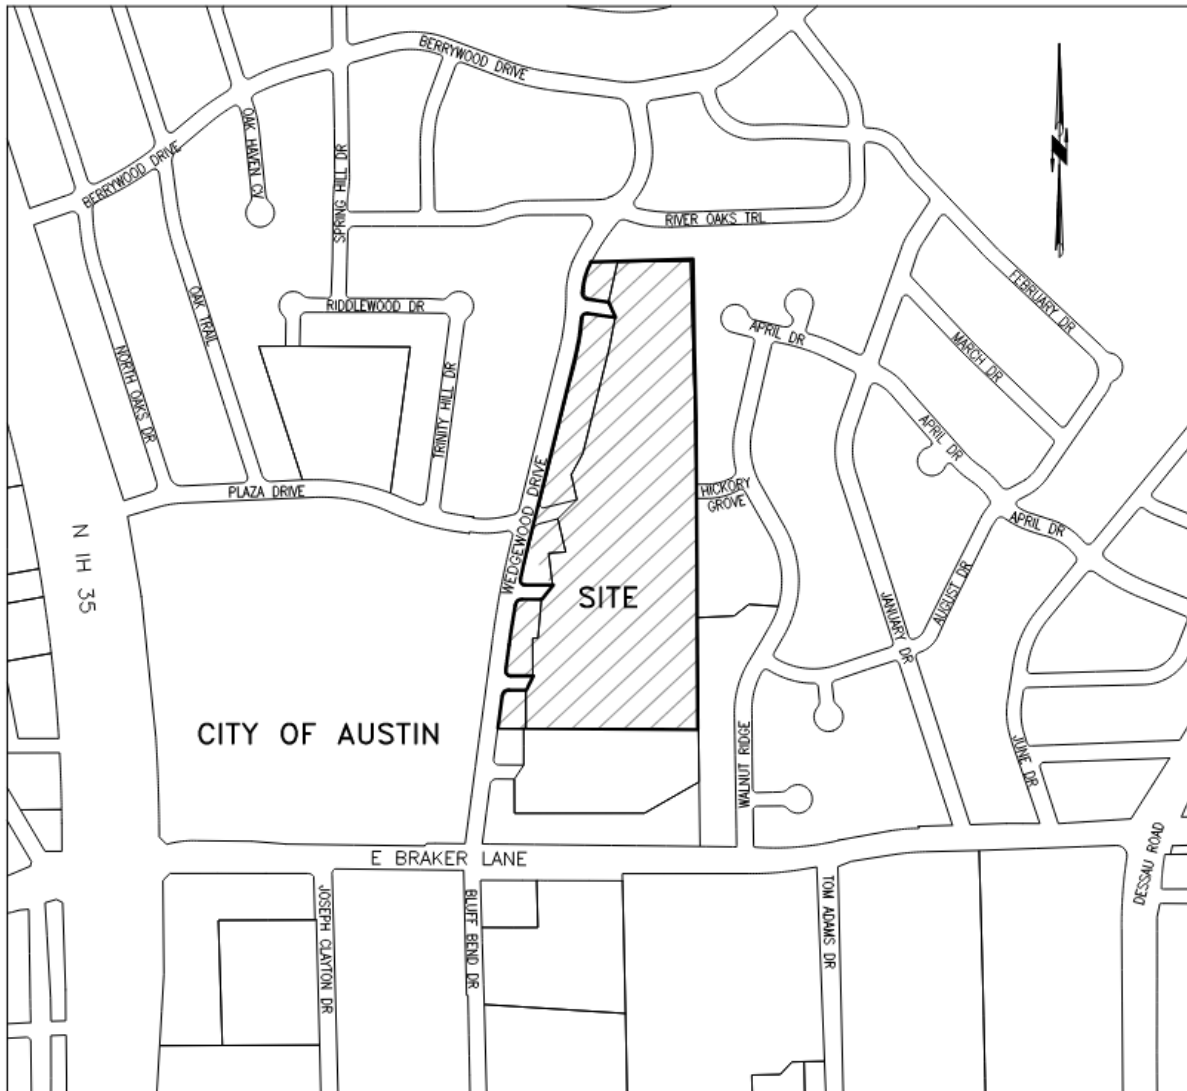 BERRYWOOD DRIVE
OAK HAVEN CV
BERRYWOOD DRIVE
SPRING HILL DR
RIVER OAKS TRL
N
FEBRUARY DR
OAK TRAIL
RIDDLEWOOD DR
APRIL DR
MARCH DR
NORTH OAKS DR
TRINITY HILL DR
APRIL DR
PLAZA DRIVE
WEDGEWOOD DRIVE
HICKORY
GROVE
APRIL DR
N IH 35
SITE
AUGUST DR
JANUARY DR
CITY OF AUSTIN
WALNUT RIDGE
JUNE DR
E BRAKER LANE
DESSAU ROAD
JOSEPH CLAYTON DR
BLUFF BEND DR
TOM ADAMS DR